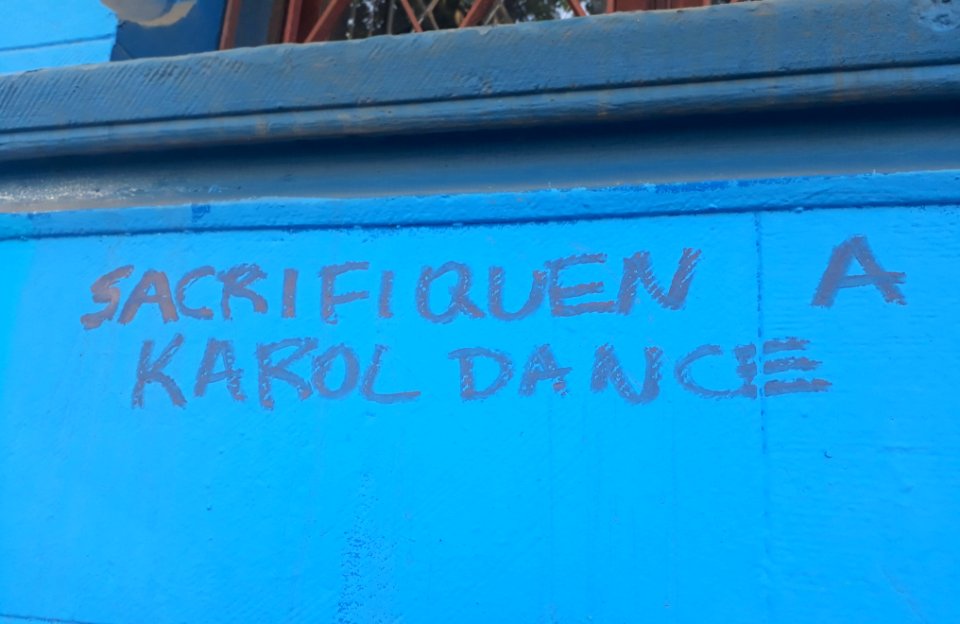 SACRIFIQUEN A
KAROL DANCE